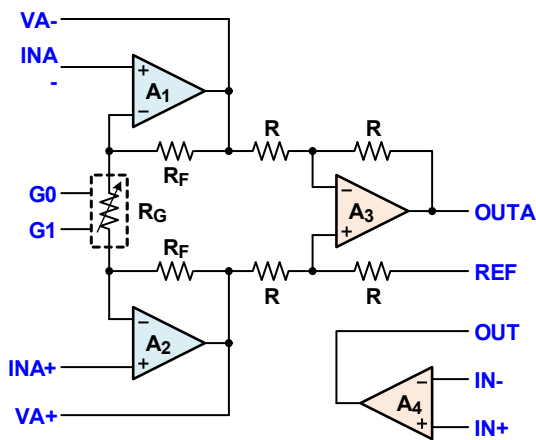 VA-
INA
-
+
A1
−
R
R
RF
G0
−
RG
A3
OUTA
G1
+
RF
REF
R
R
−
OUT
A2
INA+
+
−
IN-
A4
VA+
+
IN+